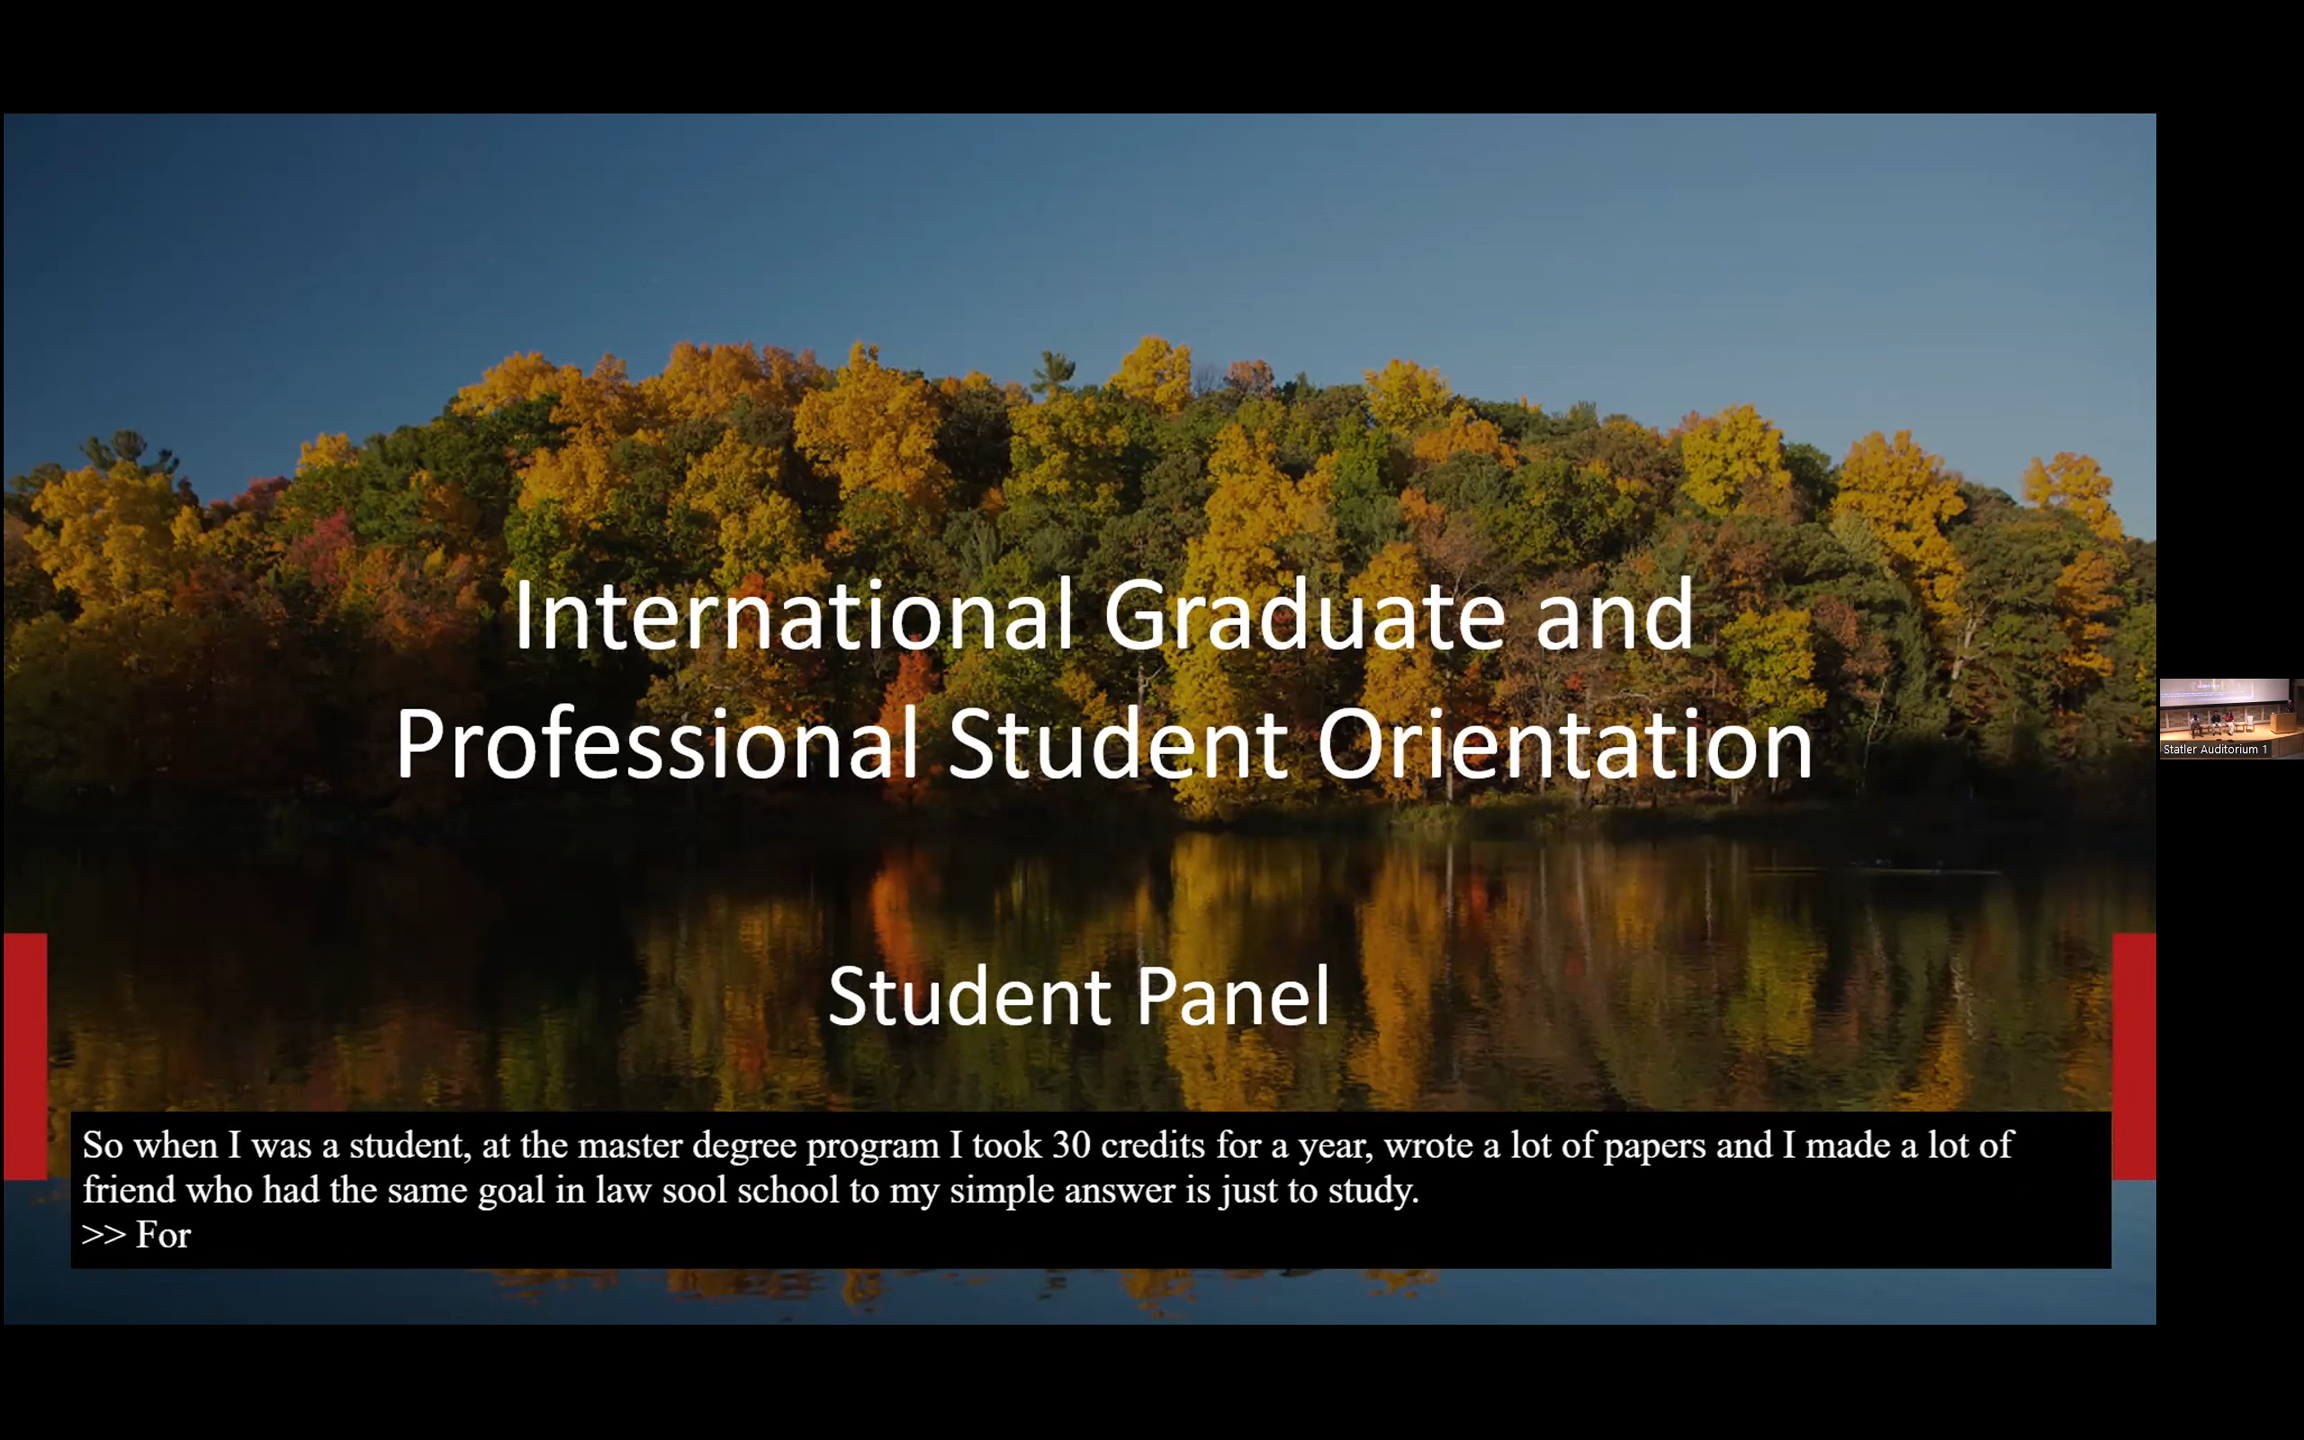 International Graduate and
Professional Student Orientation
Student Panel
So when I was a student, at the master degree program I took 30 credits for a year, wrote a lot of papers and I made a lot of
friend who had the same goal in law sool school to my simple answer is just to study.
>> For
Statler Auditorium 1